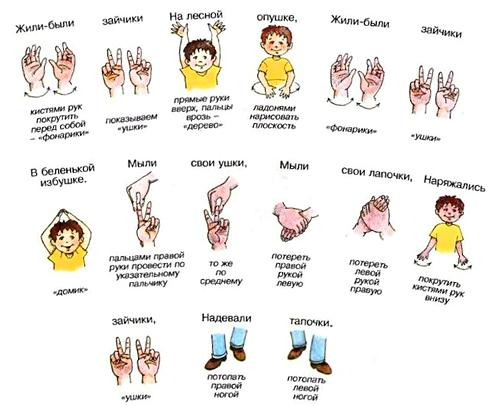 Жили-были зайчики На лесной опушке, Жили-были зайчики
кистями рук
покрутить
перед собой
– «фонарики»
показываем
"ушки"
прямые руки
вверх, пальцы
врозь –
«дерево»
ладонями
нарисовать
плоскость
«фонарики»
«ушки»
В беленькой
избушке.
Мыли свои ушки, Мыли свои лапочки, Наряжались
«домик»
пальцами правой
руки провести по
указательному
пальчику
то же
по
среднему
потереть
правой
рукой
левую
потереть
левой
рукой
правую
покрутить
кистями рук
внизу
зайчики, Надевали тапочки.
"ушки"
потопать
правой
ногой
потопать
левой
ногой